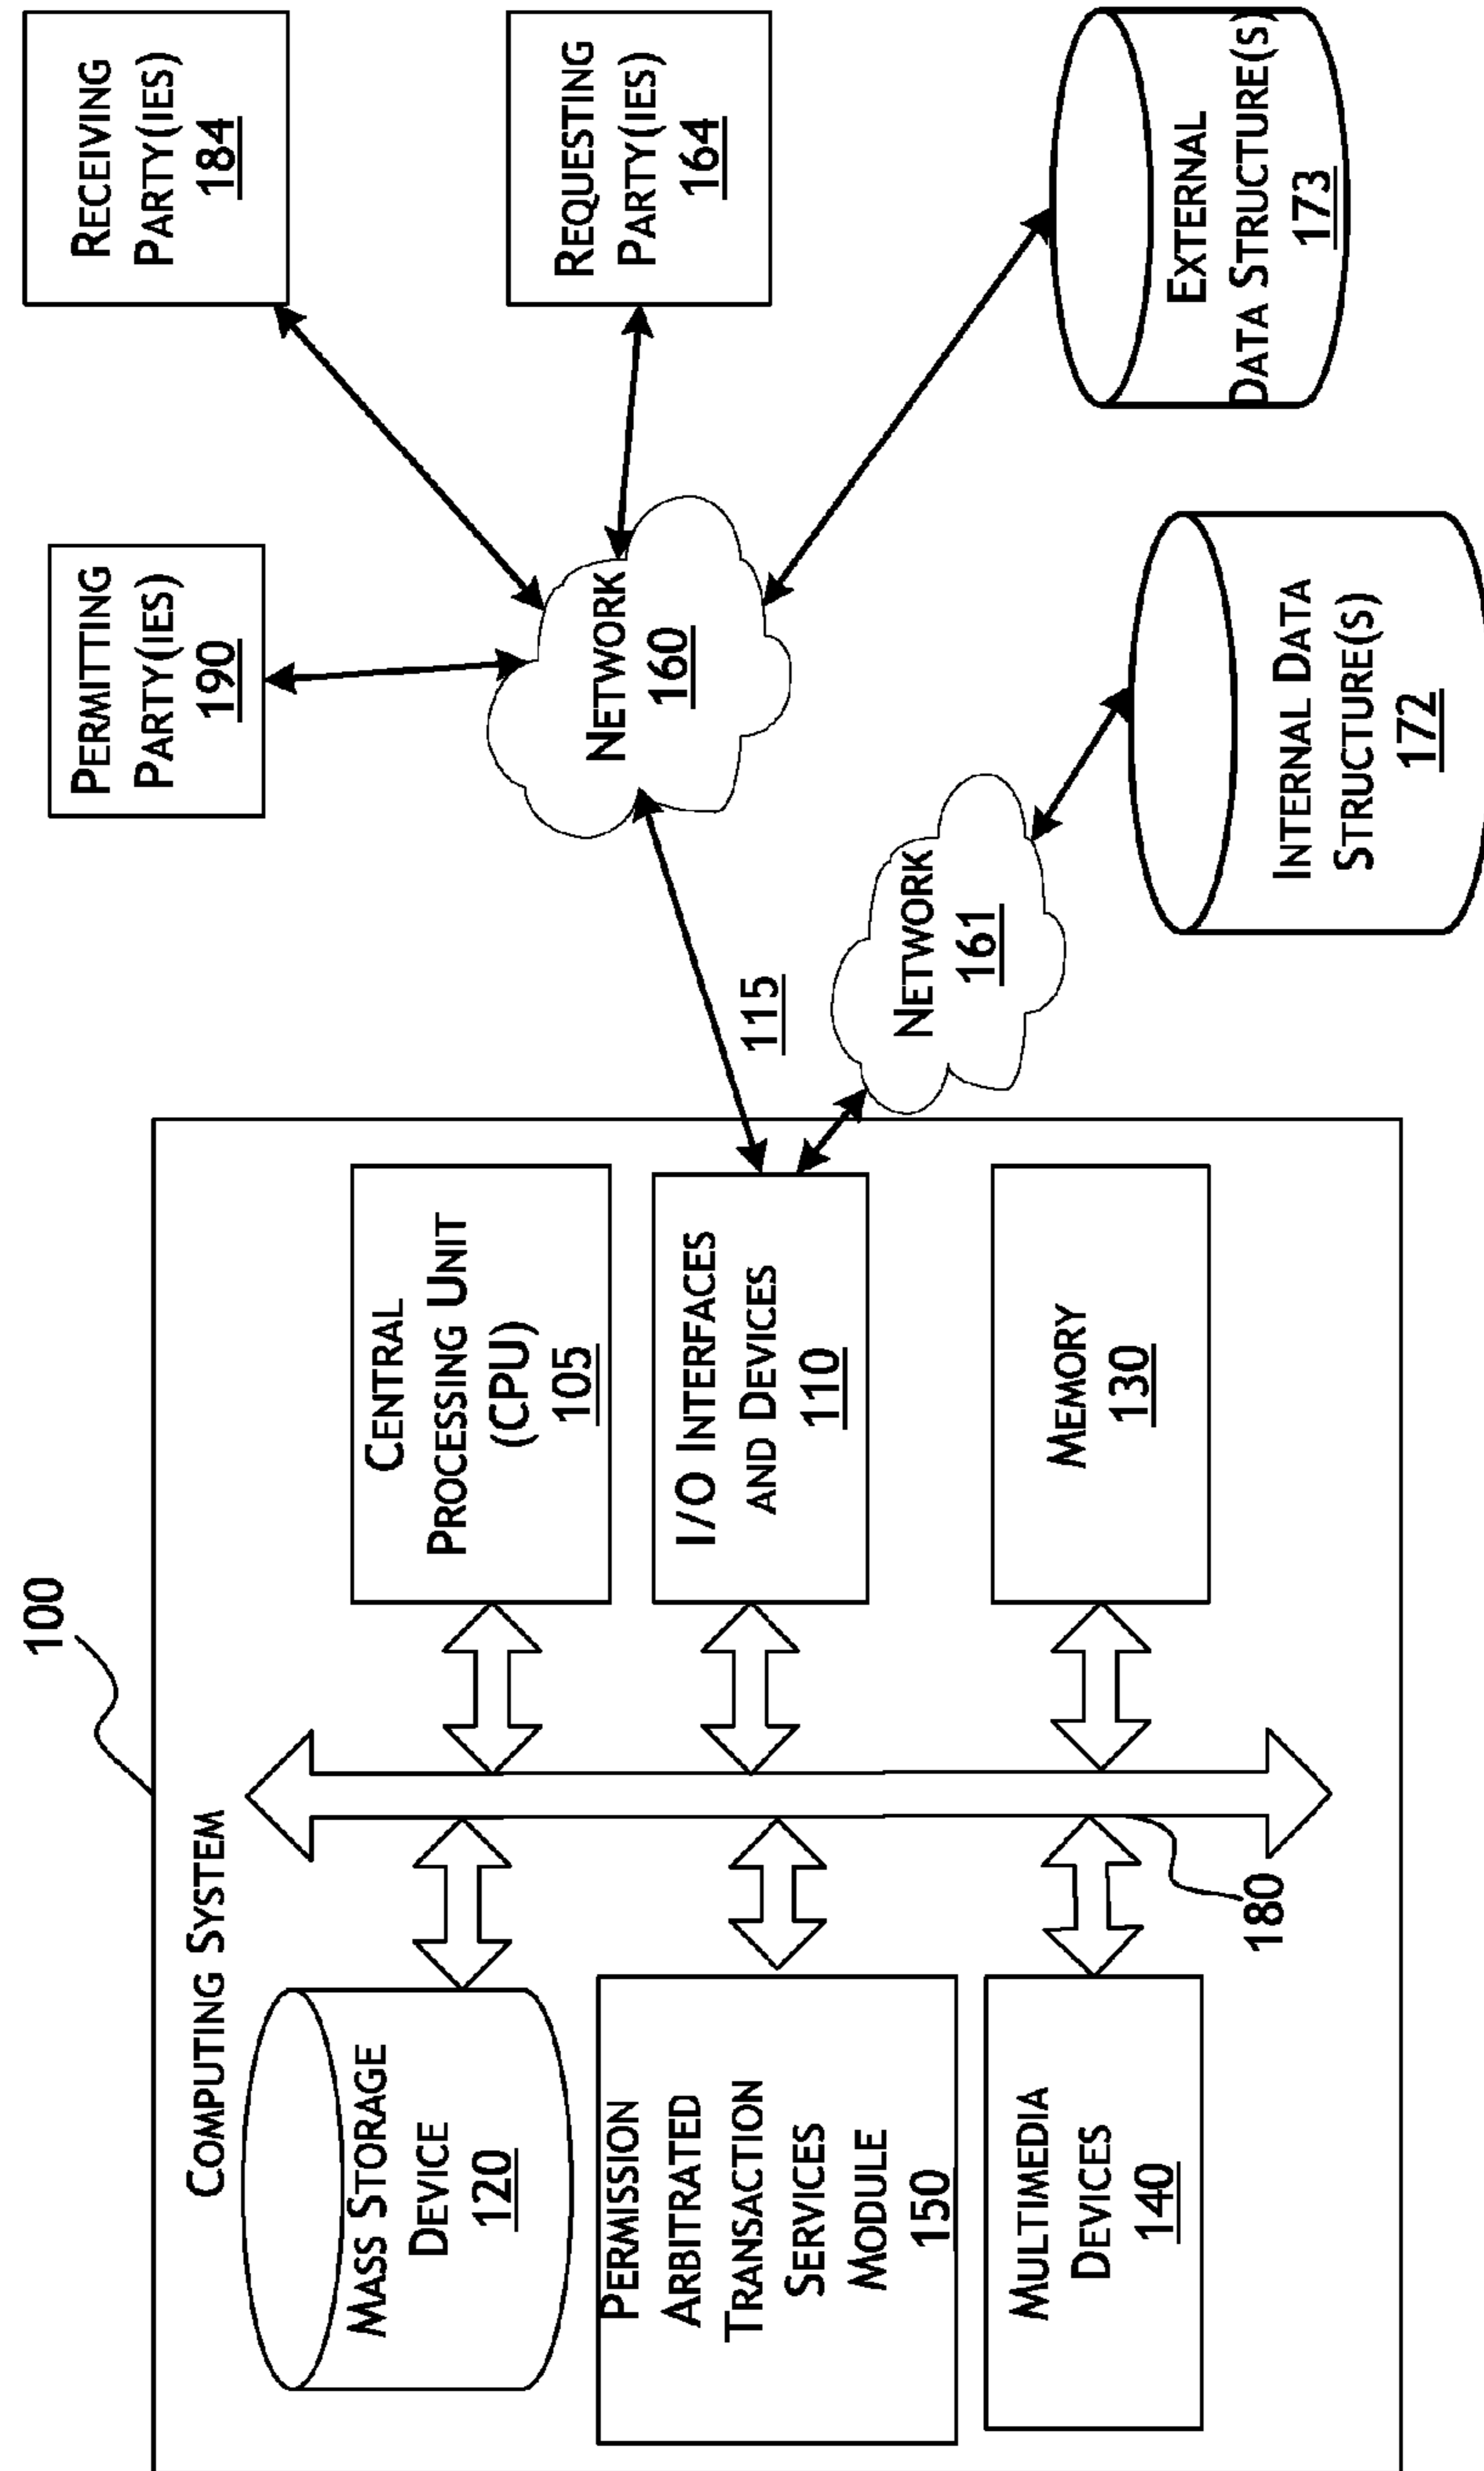 100
COMPUTING SYSTEM
MASS STORAGE
DEVICE
120
PERMISSION
ARBITRATED
TRANSACTION
SERVICES
MODULE
150
MULTIMEDIA
DEVICES
140
180
CENTRAL
PROCESSING UNIT
(CPU)
105
I/O INTERFACES
AND DEVICES
110
MEMORY
130
115
NETWORK
160
NETWORK
161
PERMITTING
PARTY(IES)
190
RECEIVING
PARTY(IES)
184
REQUESTING
PARTY(IES)
164
EXTERNAL
DATA STRUCTURE(S)
173
INTERNAL DATA
STRUCTURE(S)
172